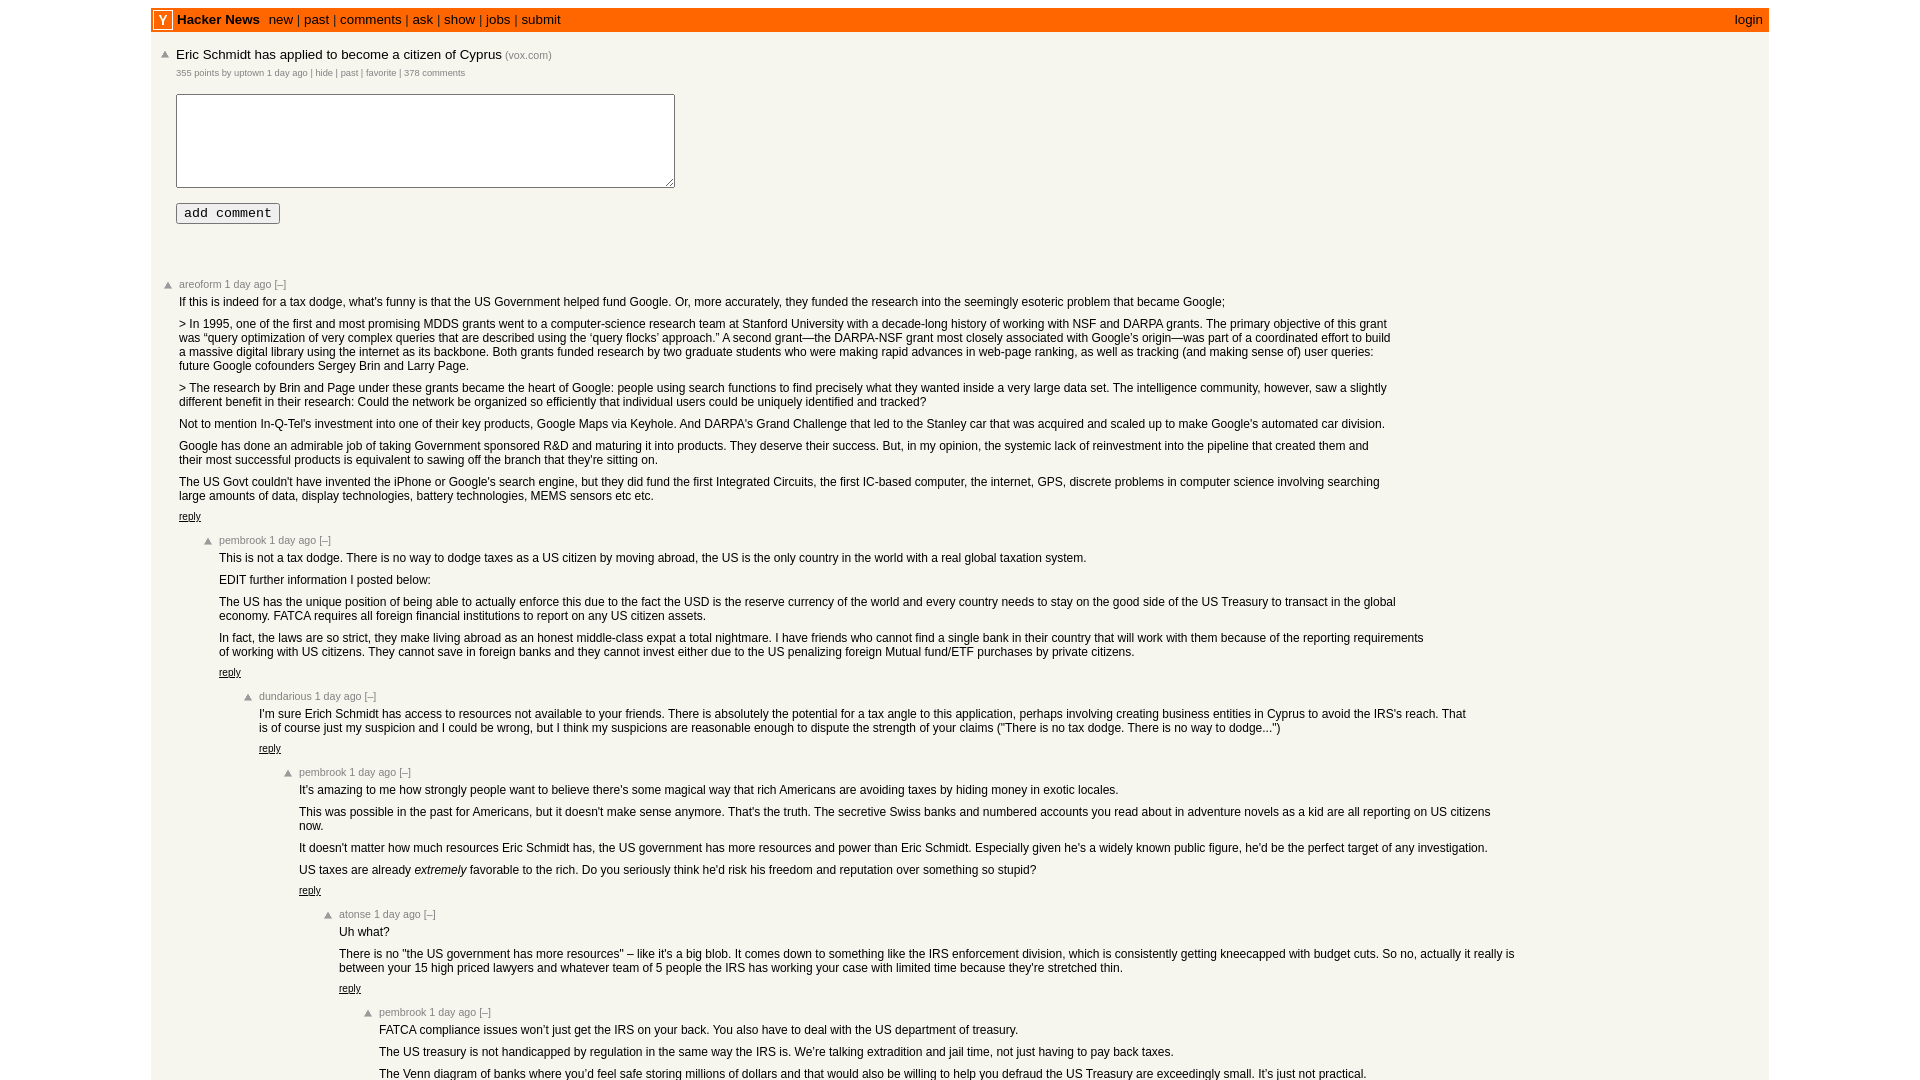 Y Hacker News new | past | comments | ask | show | jobs | submit login
Eric Schmidt has applied to become a citizen of Cyprus (vox.com)
355 points by uptown 1 day ago | hide | past | favorite | 378 comments
add comment
areoform 1 day ago [–]
If this is indeed for a tax dodge, what's funny is that the US Government helped fund Google. Or, more accurately, they funded the research into the seemingly esoteric problem that became Google;
> In 1995, one of the first and most promising MDDS grants went to a computer-science research team at Stanford University with a decade-long history of working with NSF and DARPA grants. The primary objective of this grant
was “query optimization of very complex queries that are described using the ‘query flocks’ approach.” A second grant—the DARPA-NSF grant most closely associated with Google’s origin—was part of a coordinated effort to build
a massive digital library using the internet as its backbone. Both grants funded research by two graduate students who were making rapid advances in web-page ranking, as well as tracking (and making sense of) user queries:
future Google cofounders Sergey Brin and Larry Page.
> The research by Brin and Page under these grants became the heart of Google: people using search functions to find precisely what they wanted inside a very large data set. The intelligence community, however, saw a slightly
different benefit in their research: Could the network be organized so efficiently that individual users could be uniquely identified and tracked?
Not to mention In-Q-Tel's investment into one of their key products, Google Maps via Keyhole. And DARPA's Grand Challenge that led to the Stanley car that was acquired and scaled up to make Google's automated car division.
Google has done an admirable job of taking Government sponsored R&D and maturing it into products. They deserve their success. But, in my opinion, the systemic lack of reinvestment into the pipeline that created them and
their most successful products is equivalent to sawing off the branch that they're sitting on.
The US Govt couldn't have invented the iPhone or Google's search engine, but they did fund the first Integrated Circuits, the first IC-based computer, the internet, GPS, discrete problems in computer science involving searching
large amounts of data, display technologies, battery technologies, MEMS sensors etc etc.
reply
pembrook 1 day ago [–]
This is not a tax dodge. There is no way to dodge taxes as a US citizen by moving abroad, the US is the only country in the world with a real global taxation system.
EDIT further information I posted below:
The US has the unique position of being able to actually enforce this due to the fact the USD is the reserve currency of the world and every country needs to stay on the good side of the US Treasury to transact in the global
economy. FATCA requires all foreign financial institutions to report on any US citizen assets.
In fact, the laws are so strict, they make living abroad as an honest middle-class expat a total nightmare. I have friends who cannot find a single bank in their country that will work with them because of the reporting requirements
of working with US citizens. They cannot save in foreign banks and they cannot invest either due to the US penalizing foreign Mutual fund/ETF purchases by private citizens.
reply
dundarious 1 day ago [–]
I'm sure Erich Schmidt has access to resources not available to your friends. There is absolutely the potential for a tax angle to this application, perhaps involving creating business entities in Cyprus to avoid the IRS's reach. That
is of course just my suspicion and I could be wrong, but I think my suspicions are reasonable enough to dispute the strength of your claims ("There is no tax dodge. There is no way to dodge...")
reply
pembrook 1 day ago [–]
It's amazing to me how strongly people want to believe there's some magical way that rich Americans are avoiding taxes by hiding money in exotic locales.
This was possible in the past for Americans, but it doesn't make sense anymore. That's the truth. The secretive Swiss banks and numbered accounts you read about in adventure novels as a kid are all reporting on US citizens
now.
It doesn't matter how much resources Eric Schmidt has, the US government has more resources and power than Eric Schmidt. Especially given he's a widely known public figure, he'd be the perfect target of any investigation.
US taxes are already extremely favorable to the rich. Do you seriously think he'd risk his freedom and reputation over something so stupid?
reply
atonse 1 day ago [–]
Uh what?
There is no "the US government has more resources" – like it's a big blob. It comes down to something like the IRS enforcement division, which is consistently getting kneecapped with budget cuts. So no, actually it really is
between your 15 high priced lawyers and whatever team of 5 people the IRS has working your case with limited time because they're stretched thin.
reply
pembrook 1 day ago [–]
FATCA compliance issues won’t just get the IRS on your back. You also have to deal with the US department of treasury.
The US treasury is not handicapped by regulation in the same way the IRS is. We’re talking extradition and jail time, not just having to pay back taxes.
The Venn diagram of banks where you’d feel safe storing millions of dollars and that would also be willing to help you defraud the US Treasury are exceedingly small. It’s just not practical.